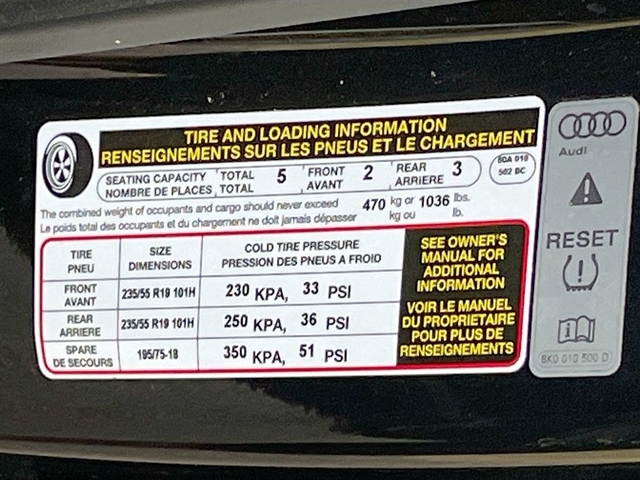 TIRE AND LOADING INFORMATION
RENSEIGNEMENTS SUR LES PNEUS ET LE CHARGEMENT
SEATING CAPACITY TOTAL 5 FRONT 2 REAR 3
NOMBRE DE PLACES TOTAL AVANT ARRIERE
8DA 010
502 BC
The combined weight of occupants and cargo should never exceed 470 kg or 1036 lbs.
Le poids total des occupants et du chargement ne doit jamais dépasser kg ou lb.
TIRE SIZE COLD TIRE PRESSURE
PNEU DIMENSIONS PRESSION DES PNEUS A FROID
FRONT
AVANT 235/55 R19 101H 230 KPA, 33 PSI
REAR
ARRIERE 235/55 R19 101H 250 KPA, 36 PSI
SPARE
DE SECOURS 195/75-18 350 KPA, 51 PSI
SEE OWNER'S
MANUAL FOR
ADDITIONAL
INFORMATION
VOIR LE MANUEL
DU PROPRIETAIRE
POUR PLUS DE
RENSEIGNEMENTS
Audi
RESET
8K0 010 500 D